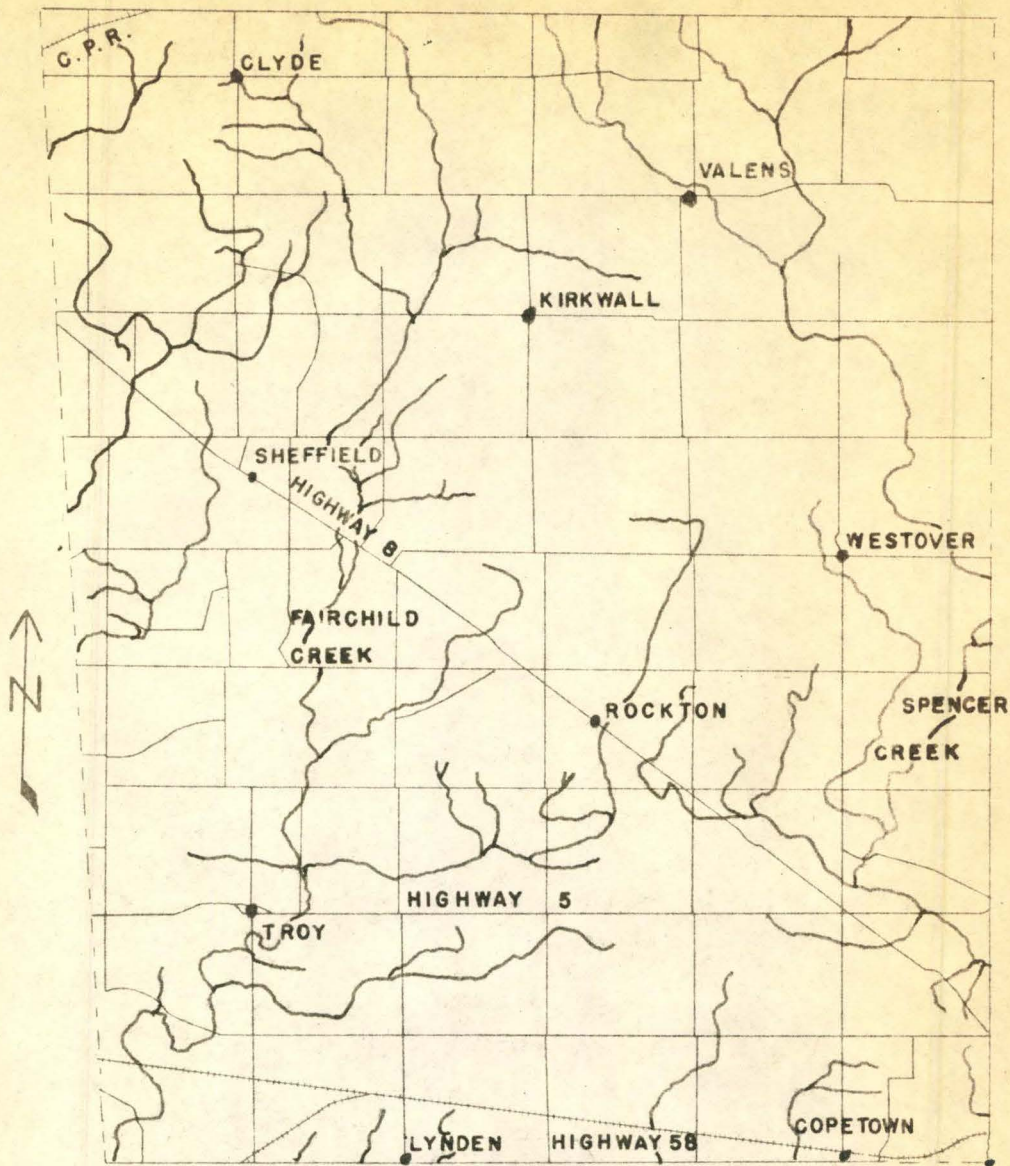 C.P.R.
CLYDE
VALENS
KIRKWALL
SHEFFIELD
HIGHWAY 8
WESTOVER
FAIRCHILD
CREEK
N
ROCKTON
SPENCER
CREEK
HIGHWAY 5
TROY
COPETOWN
LYNDEN
HIGHWAY 58